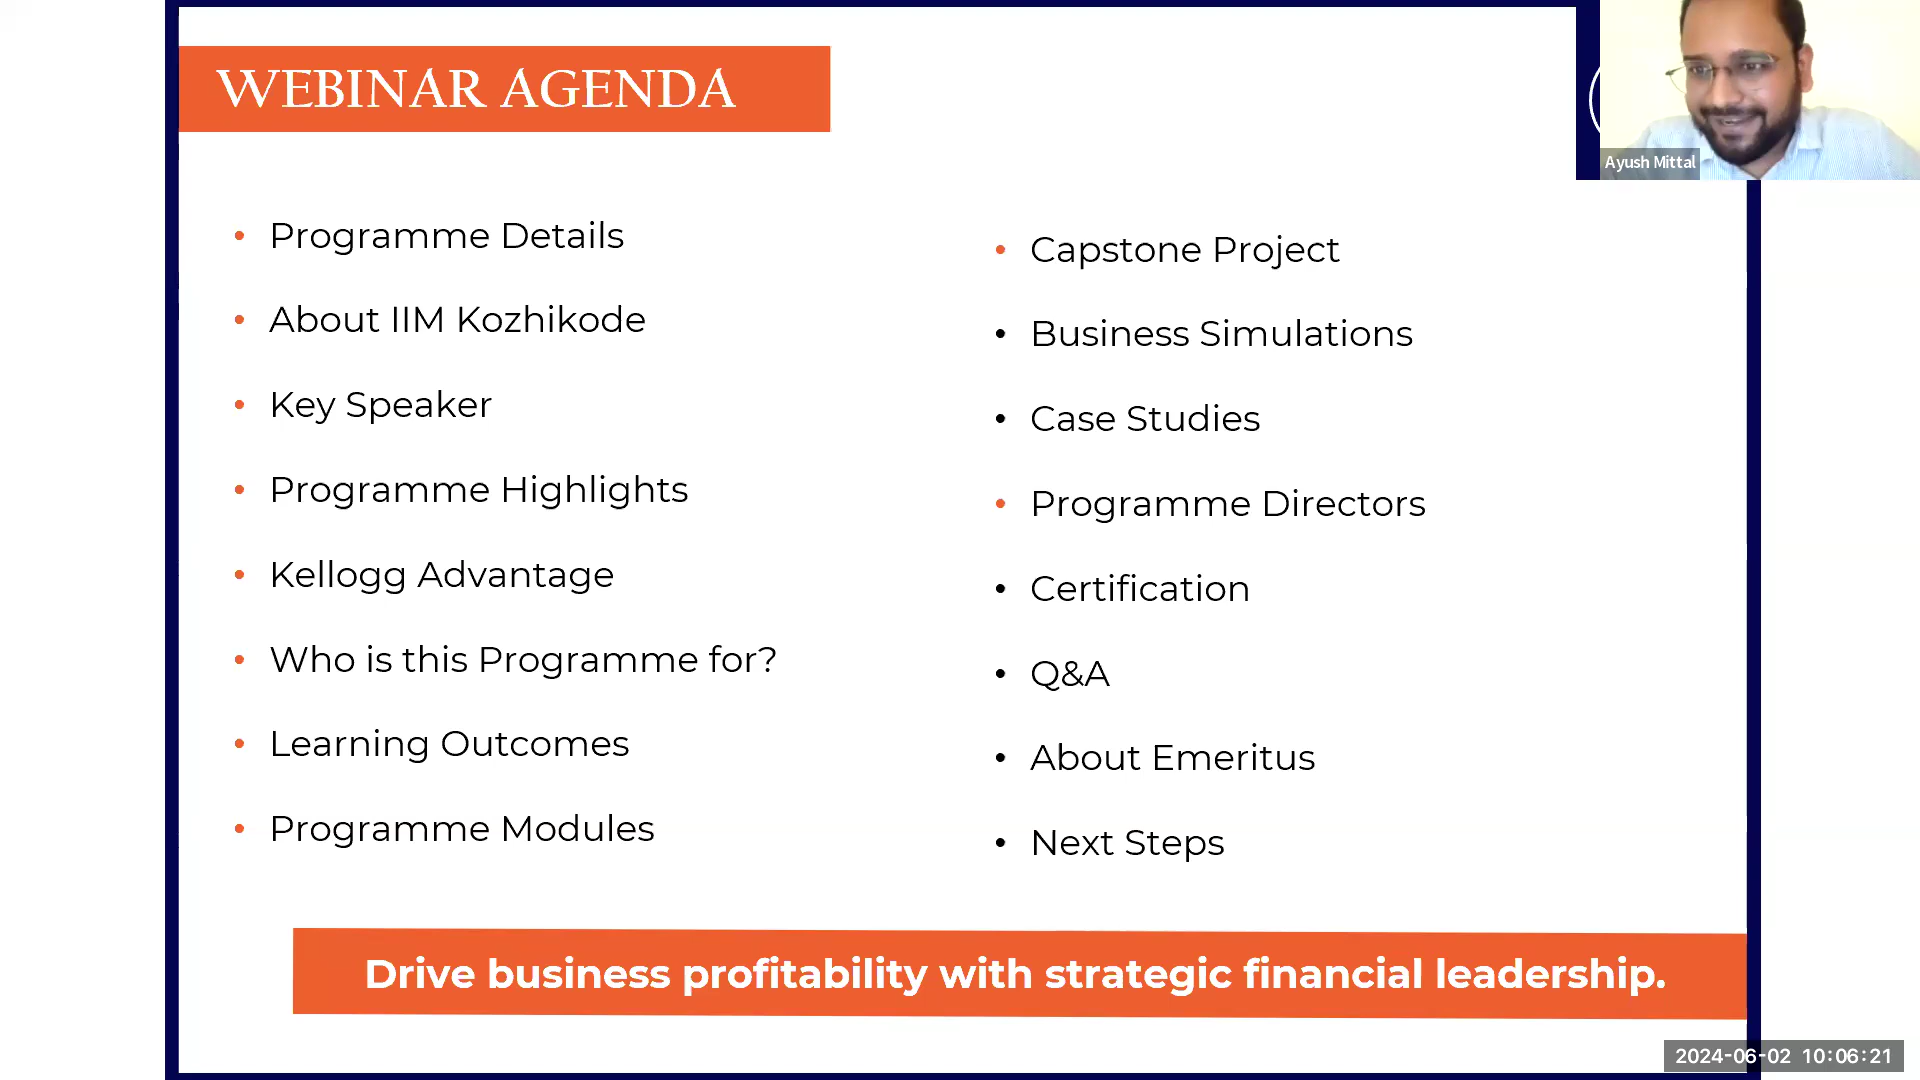 WEBINAR AGENDA
Ayush Mittal
• Programme Details
• About IIM Kozhikode
• Key Speaker
• Programme Highlights
• Kellogg Advantage
• Who is this Programme for?
• Learning Outcomes
• Programme Modules
• Capstone Project
• Business Simulations
• Case Studies
• Programme Directors
• Certification
• Q&A
• About Emeritus
• Next Steps
Drive business profitability with strategic financial leadership.
2024-06-02 10:06:21